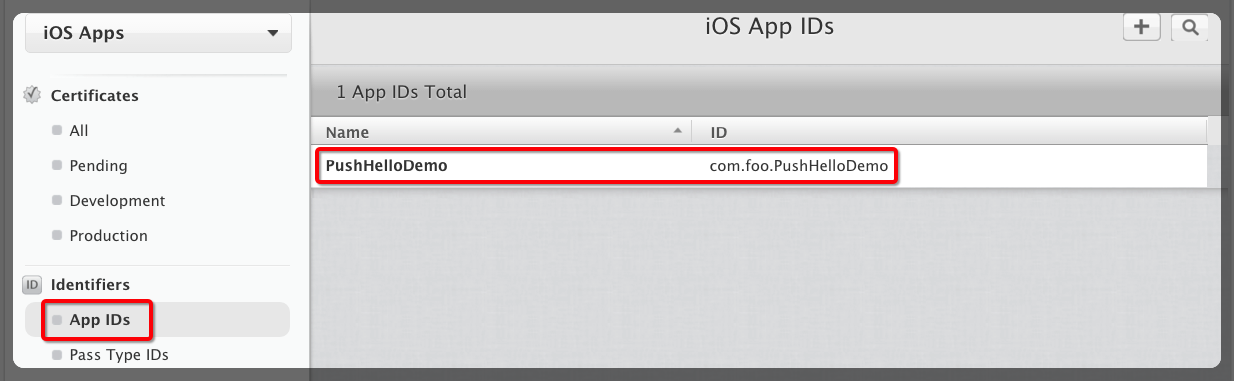 iOS Apps
Certificates
All
Pending
Development
Production
ID Identifiers
App IDs
Pass Type IDs
iOS App IDs
1 App IDs Total
Name ID
PushHelloDemo com.foo.PushHelloDemo